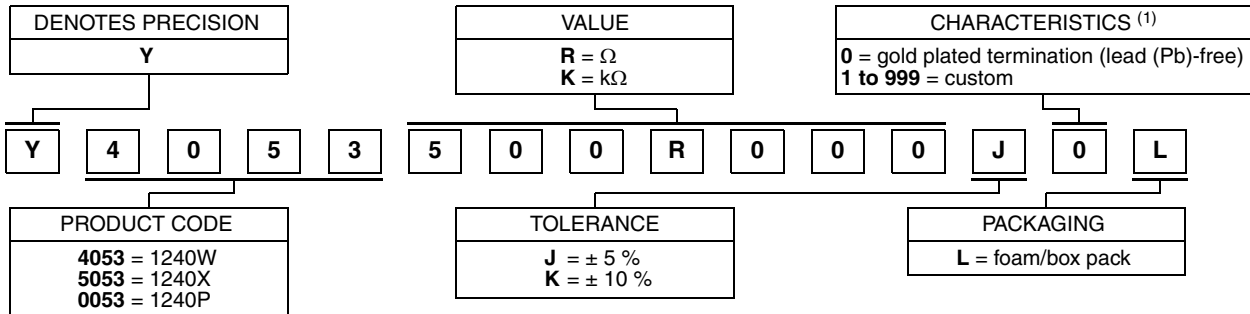 DENOTES PRECISION
Y
VALUE
R = Ω
K = kΩ
CHARACTERISTICS (1)
0 = gold plated termination (lead (Pb)-free)
1 to 999 = custom
Y 4 0 5 3 5 0 0 R 0 0 0 J 0 L
PRODUCT CODE
4053 = 1240W
5053 = 1240X
0053 = 1240P
TOLERANCE
J = ± 5 %
K = ± 10 %
PACKAGING
L = foam/box pack